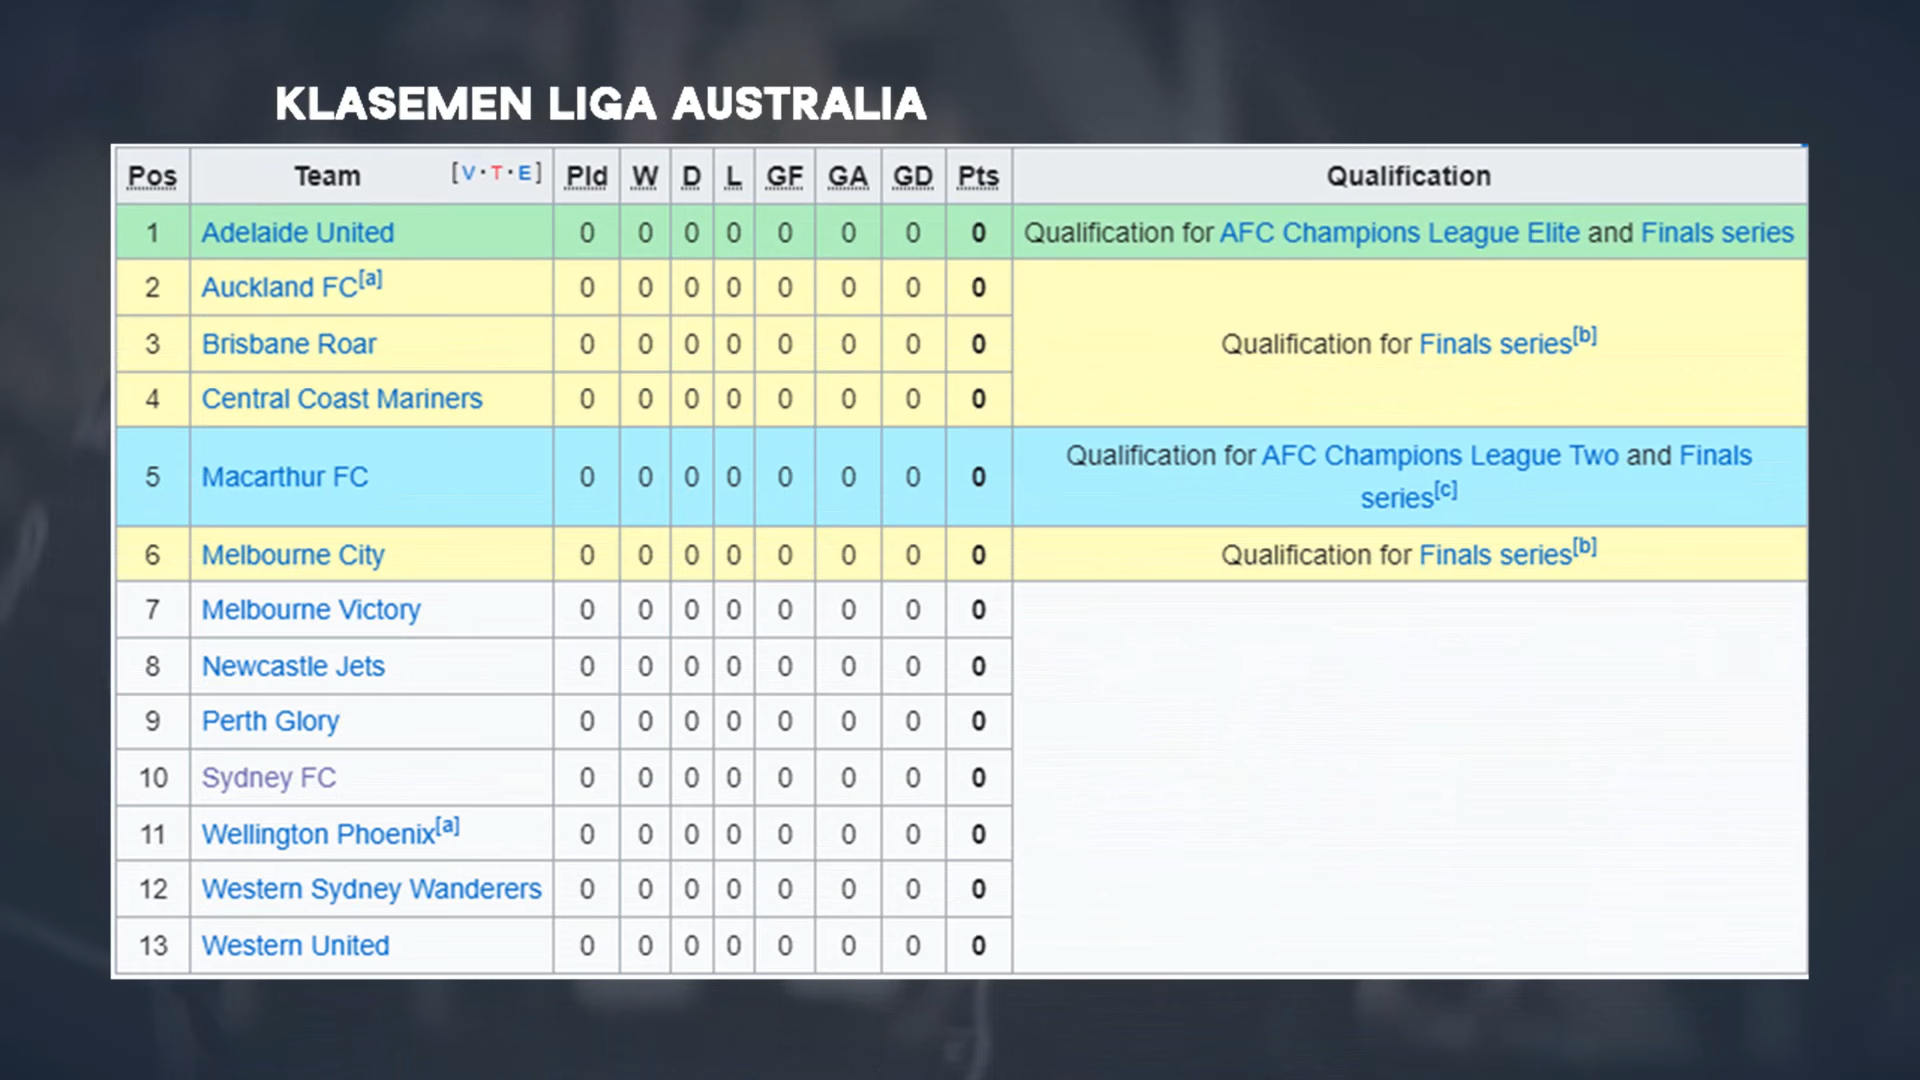 KLASEMEN LIGA AUSTRALIA
Pos Team [V·T·E] Pld W D L GF GA GD Pts Qualification
1 Adelaide United 0 0 0 0 0 0 0 0 Qualification for AFC Champions League Elite and Finals series
2 Auckland FC[a] 0 0 0 0 0 0 0 0
3 Brisbane Roar 0 0 0 0 0 0 0 0 Qualification for Finals series[b]
4 Central Coast Mariners 0 0 0 0 0 0 0 0
5 Macarthur FC 0 0 0 0 0 0 0 0 Qualification for AFC Champions League Two and Finals
series[c]
6 Melbourne City 0 0 0 0 0 0 0 0 Qualification for Finals series[b]
7 Melbourne Victory 0 0 0 0 0 0 0 0
8 Newcastle Jets 0 0 0 0 0 0 0 0
9 Perth Glory 0 0 0 0 0 0 0 0
10 Sydney FC 0 0 0 0 0 0 0 0
11 Wellington Phoenix[a] 0 0 0 0 0 0 0 0
12 Western Sydney Wanderers 0 0 0 0 0 0 0 0
13 Western United 0 0 0 0 0 0 0 0